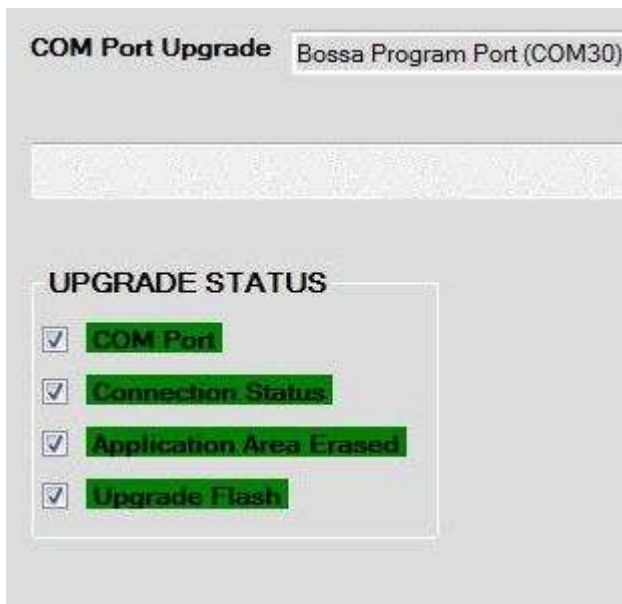 COM Port Upgrade Bossa Program Port (COM30)
UPGRADE STATUS
COM Port
Connection Status
Application Area Erased
Upgrade Flash